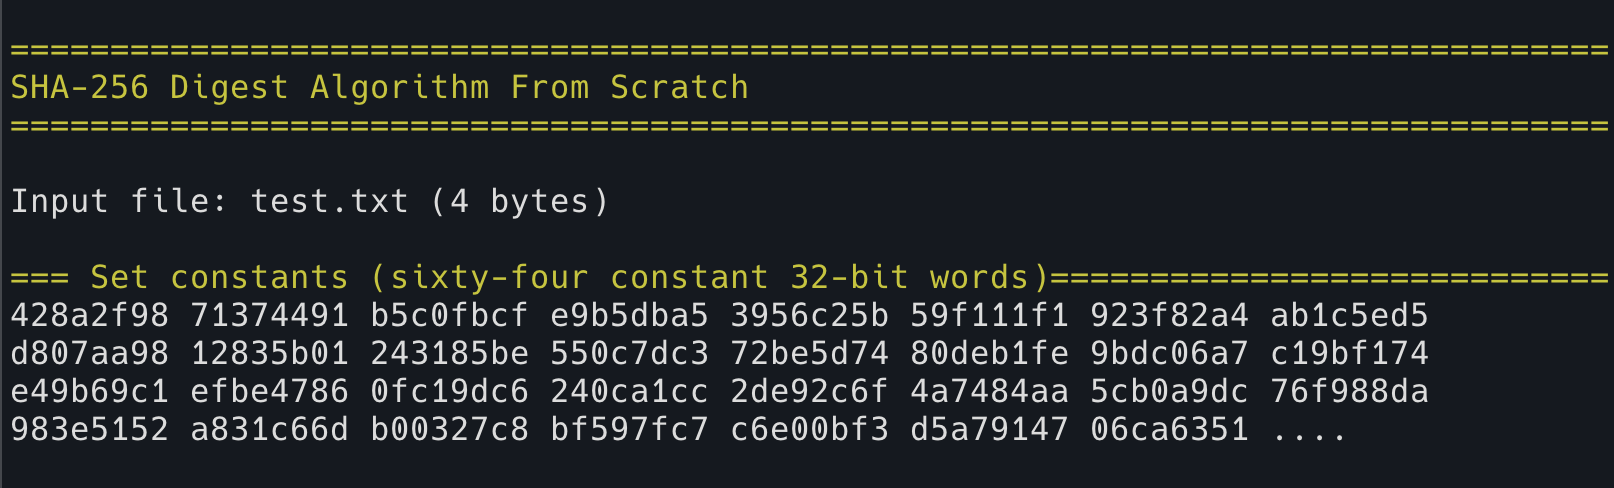 ================================================================================
SHA-256 Digest Algorithm From Scratch
================================================================================
Input file: test.txt (4 bytes)
=== Set constants (sixty-four constant 32-bit words)============================
428a2f98 71374491 b5c0fbcf e9b5dba5 3956c25b 59f111f1 923f82a4 ab1c5ed5
d807aa98 12835b01 243185be 550c7dc3 72be5d74 80deb1fe 9bdc06a7 c19bf174
e49b69c1 efbe4786 0fc19dc6 240ca1cc 2de92c6f 4a7484aa 5cb0a9dc 76f988da
983e5152 a831c66d b00327c8 bf597fc7 c6e00bf3 d5a79147 06ca6351 ....